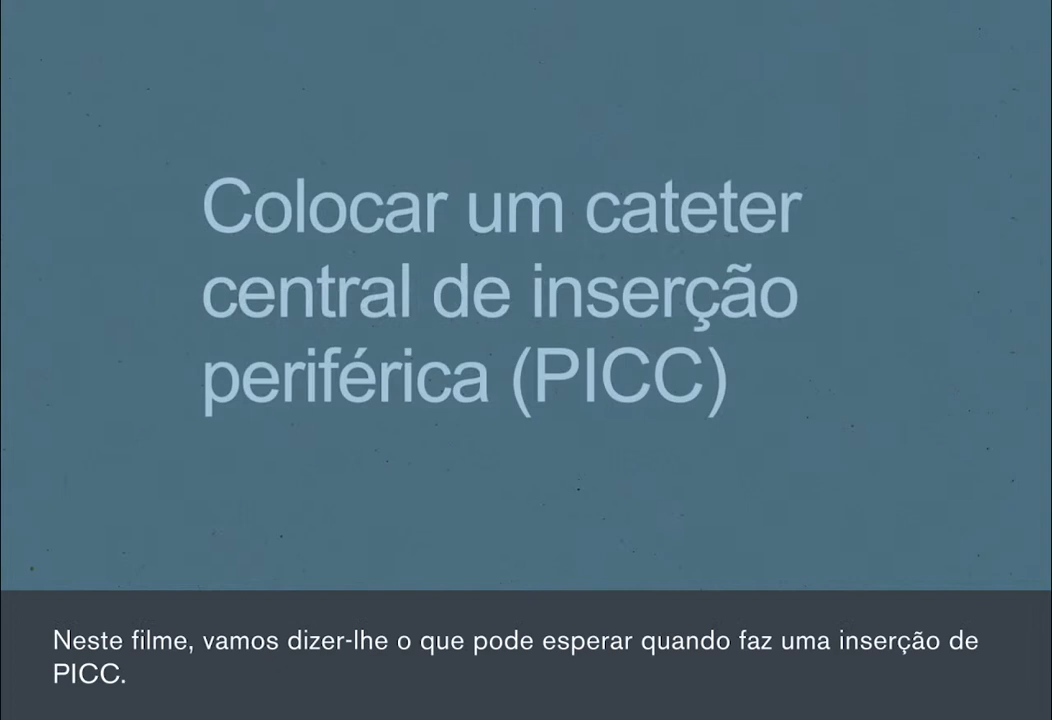 Colocar um cateter
central de inserção
periférica (PICC)
Neste filme, vamos dizer-lhe o que pode esperar quando faz uma inserção de
PICC.